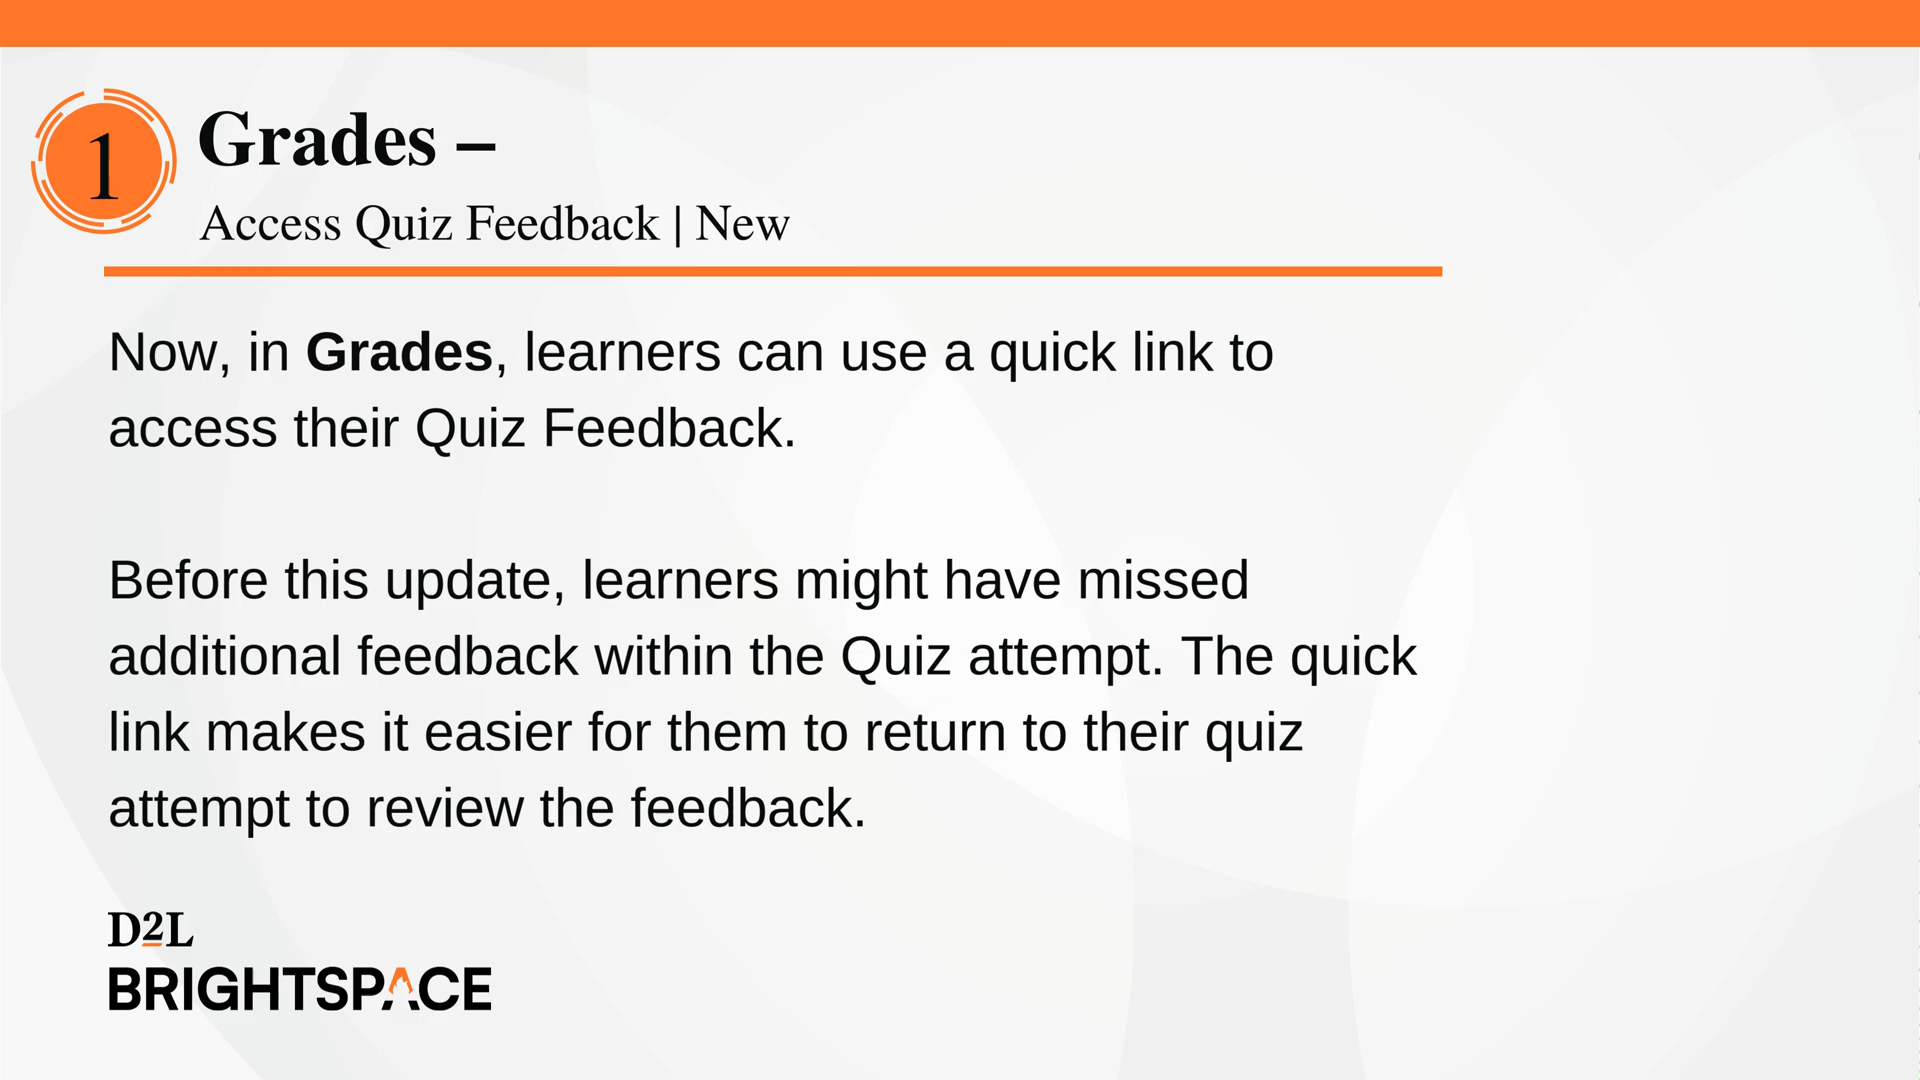 1
Grades –
Access Quiz Feedback | New
Now, in Grades, learners can use a quick link to
access their Quiz Feedback.
Before this update, learners might have missed
additional feedback within the Quiz attempt. The quick
link makes it easier for them to return to their quiz
attempt to review the feedback.
D2L
BRIGHTSPACE